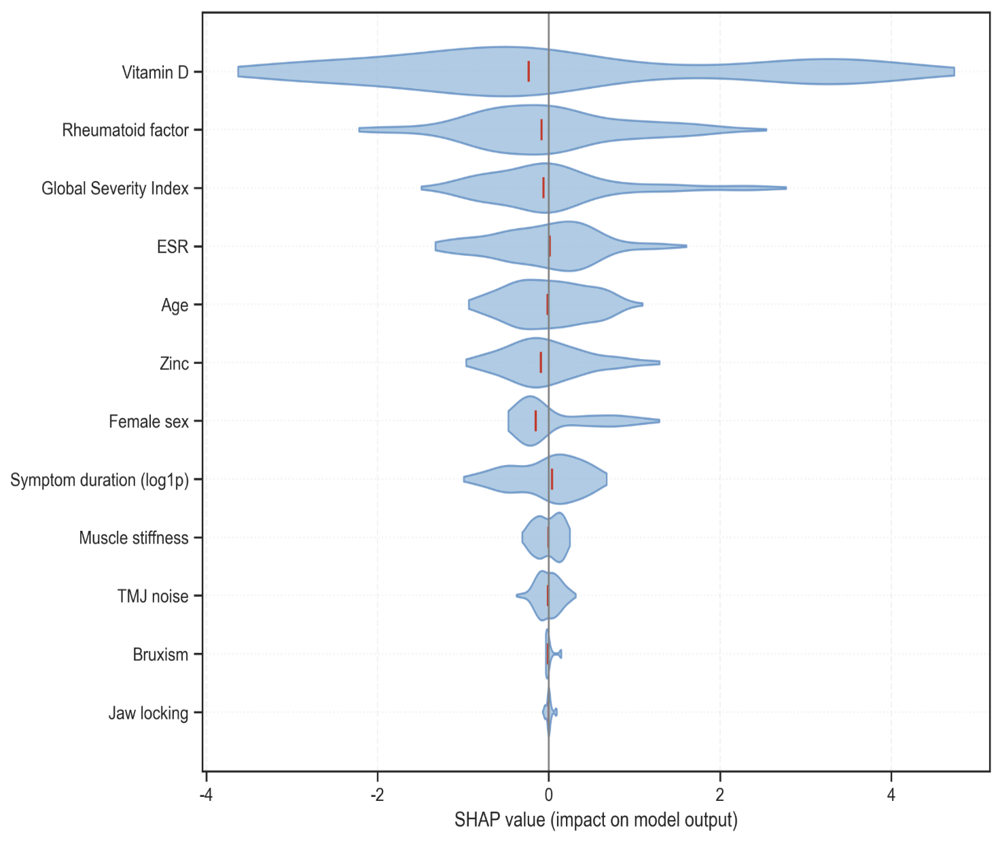 Vitamin D
Rheumatoid factor
Global Severity Index
ESR
Age
Zinc
Female sex
Symptom duration (log1p)
Muscle stiffness
TMJ noise
Bruxism
Jaw locking
-4 -2 0 2 4
SHAP value (impact on model output)